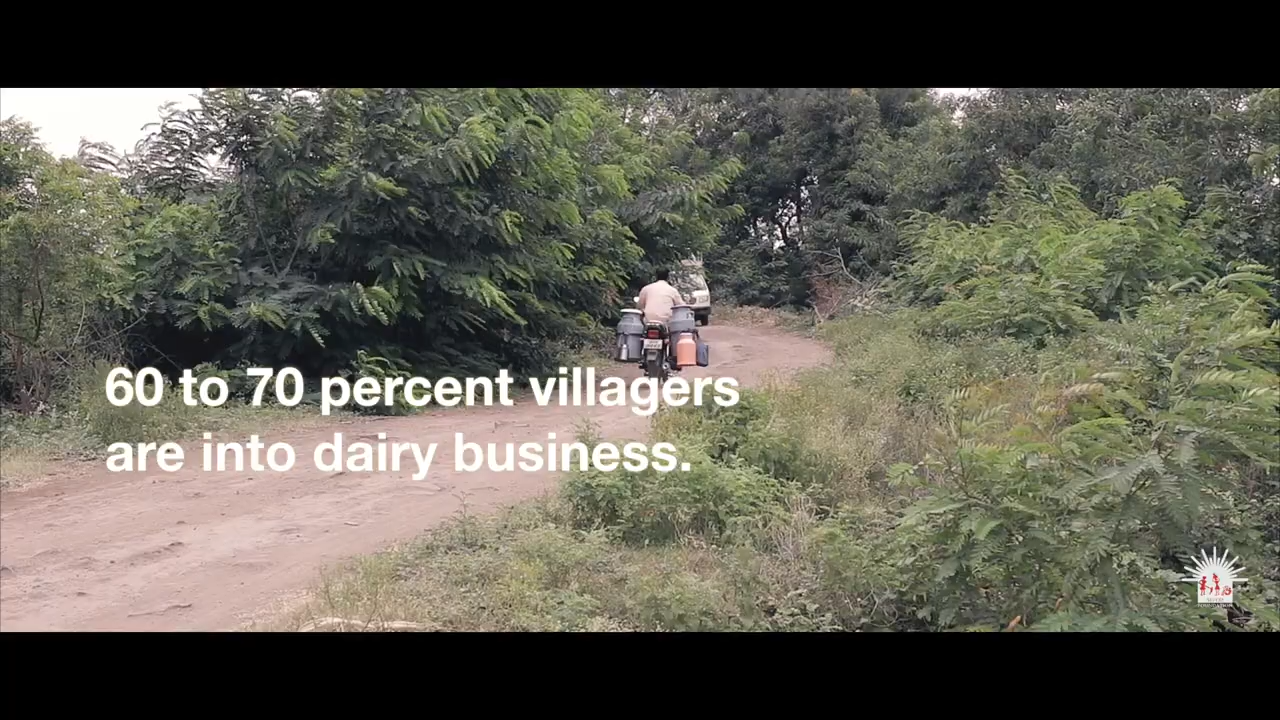 60 to 70 percent villagers
are into dairy business.